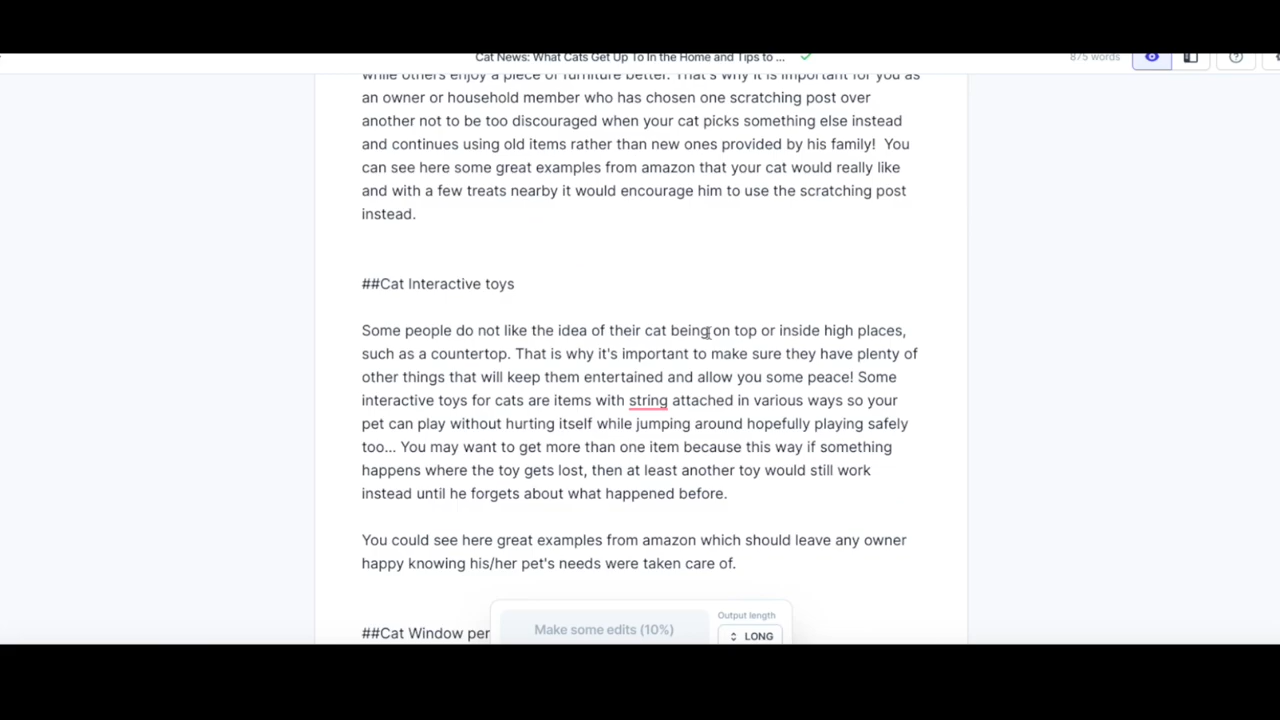 Cat News: What Cats Get Up To In the Home and Tips to ...
875 words
while others enjoy a piece of furniture better. That's why it is important for you as
an owner or household member who has chosen one scratching post over
another not to be too discouraged when your cat picks something else instead
and continues using old items rather than new ones provided by his family!  You
can see here some great examples from amazon that your cat would really like
and with a few treats nearby it would encourage him to use the scratching post
instead.
##Cat Interactive toys
Some people do not like the idea of their cat being on top or inside high places,
such as a countertop. That is why it's important to make sure they have plenty of
other things that will keep them entertained and allow you some peace! Some
interactive toys for cats are items with string attached in various ways so your
pet can play without hurting itself while jumping around hopefully playing safely
too... You may want to get more than one item because this way if something
happens where the toy gets lost, then at least another toy would still work
instead until he forgets about what happened before.
You could see here great examples from amazon which should leave any owner
happy knowing his/her pet's needs were taken care of.
Output length
Make some edits (10%)
LONG
##Cat Window per